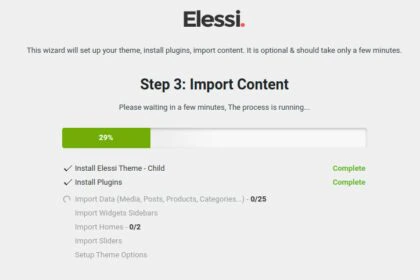 Elessi.
This wizard will set up your theme, install plugins, import content. It is optional & should take only a few minutes.
Step 3: Import Content
Please waiting in a few minutes, The process is running...
29%
Install Elessi Theme - Child Complete
Install Plugins Complete
Import Data (Media, Posts, Products, Categories...) - 0/25
Import Widgets Sidebars
Import Homes - 0/2
Import Sliders
Setup Theme Options